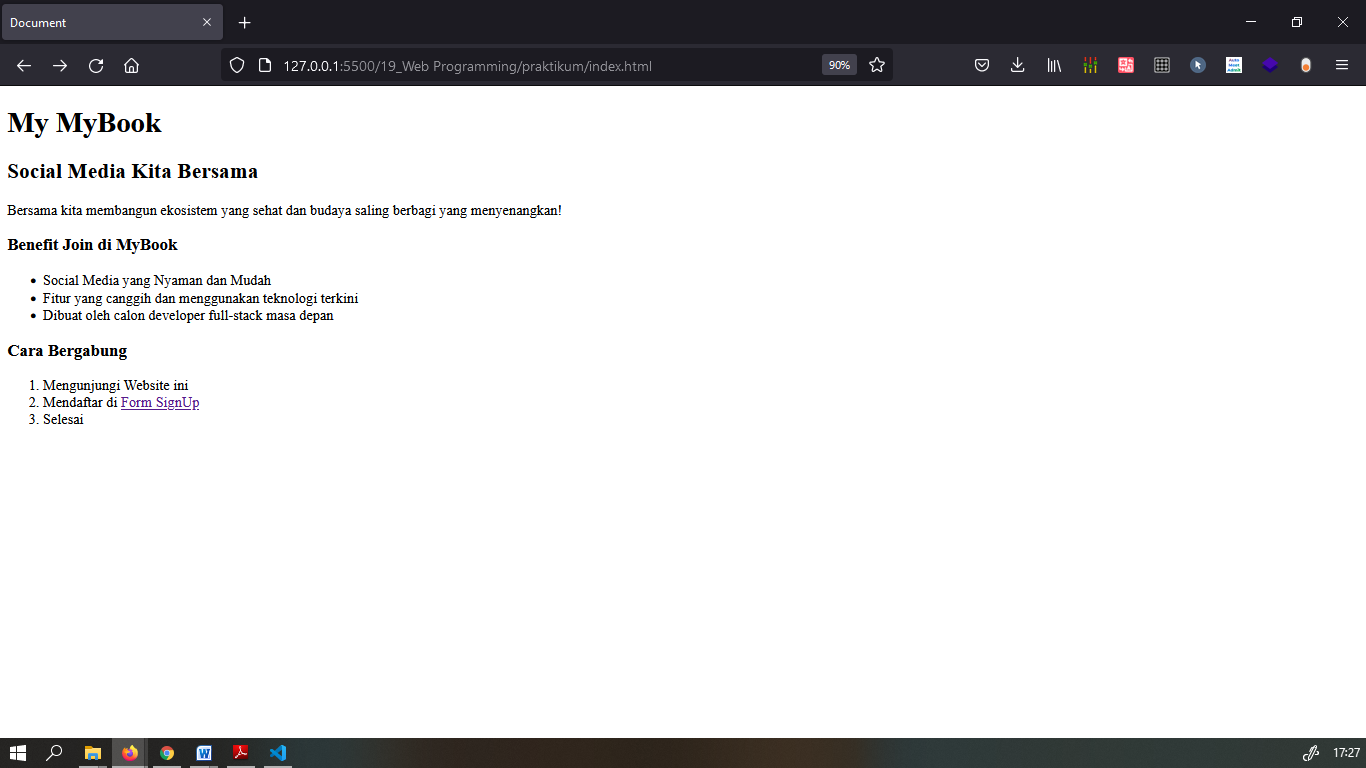 Document
127.0.0.1:5500/19_Web Programming/praktikum/index.html
90%
My MyBook
Social Media Kita Bersama
Bersama kita membangun ekosistem yang sehat dan budaya saling berbagi yang menyenangkan!
Benefit Join di MyBook
• Social Media yang Nyaman dan Mudah
• Fitur yang canggih dan menggunakan teknologi terkini
• Dibuat oleh calon developer full-stack masa depan
Cara Bergabung
1. Mengunjungi Website ini
2. Mendaftar di Form SignUp
3. Selesai
17:27